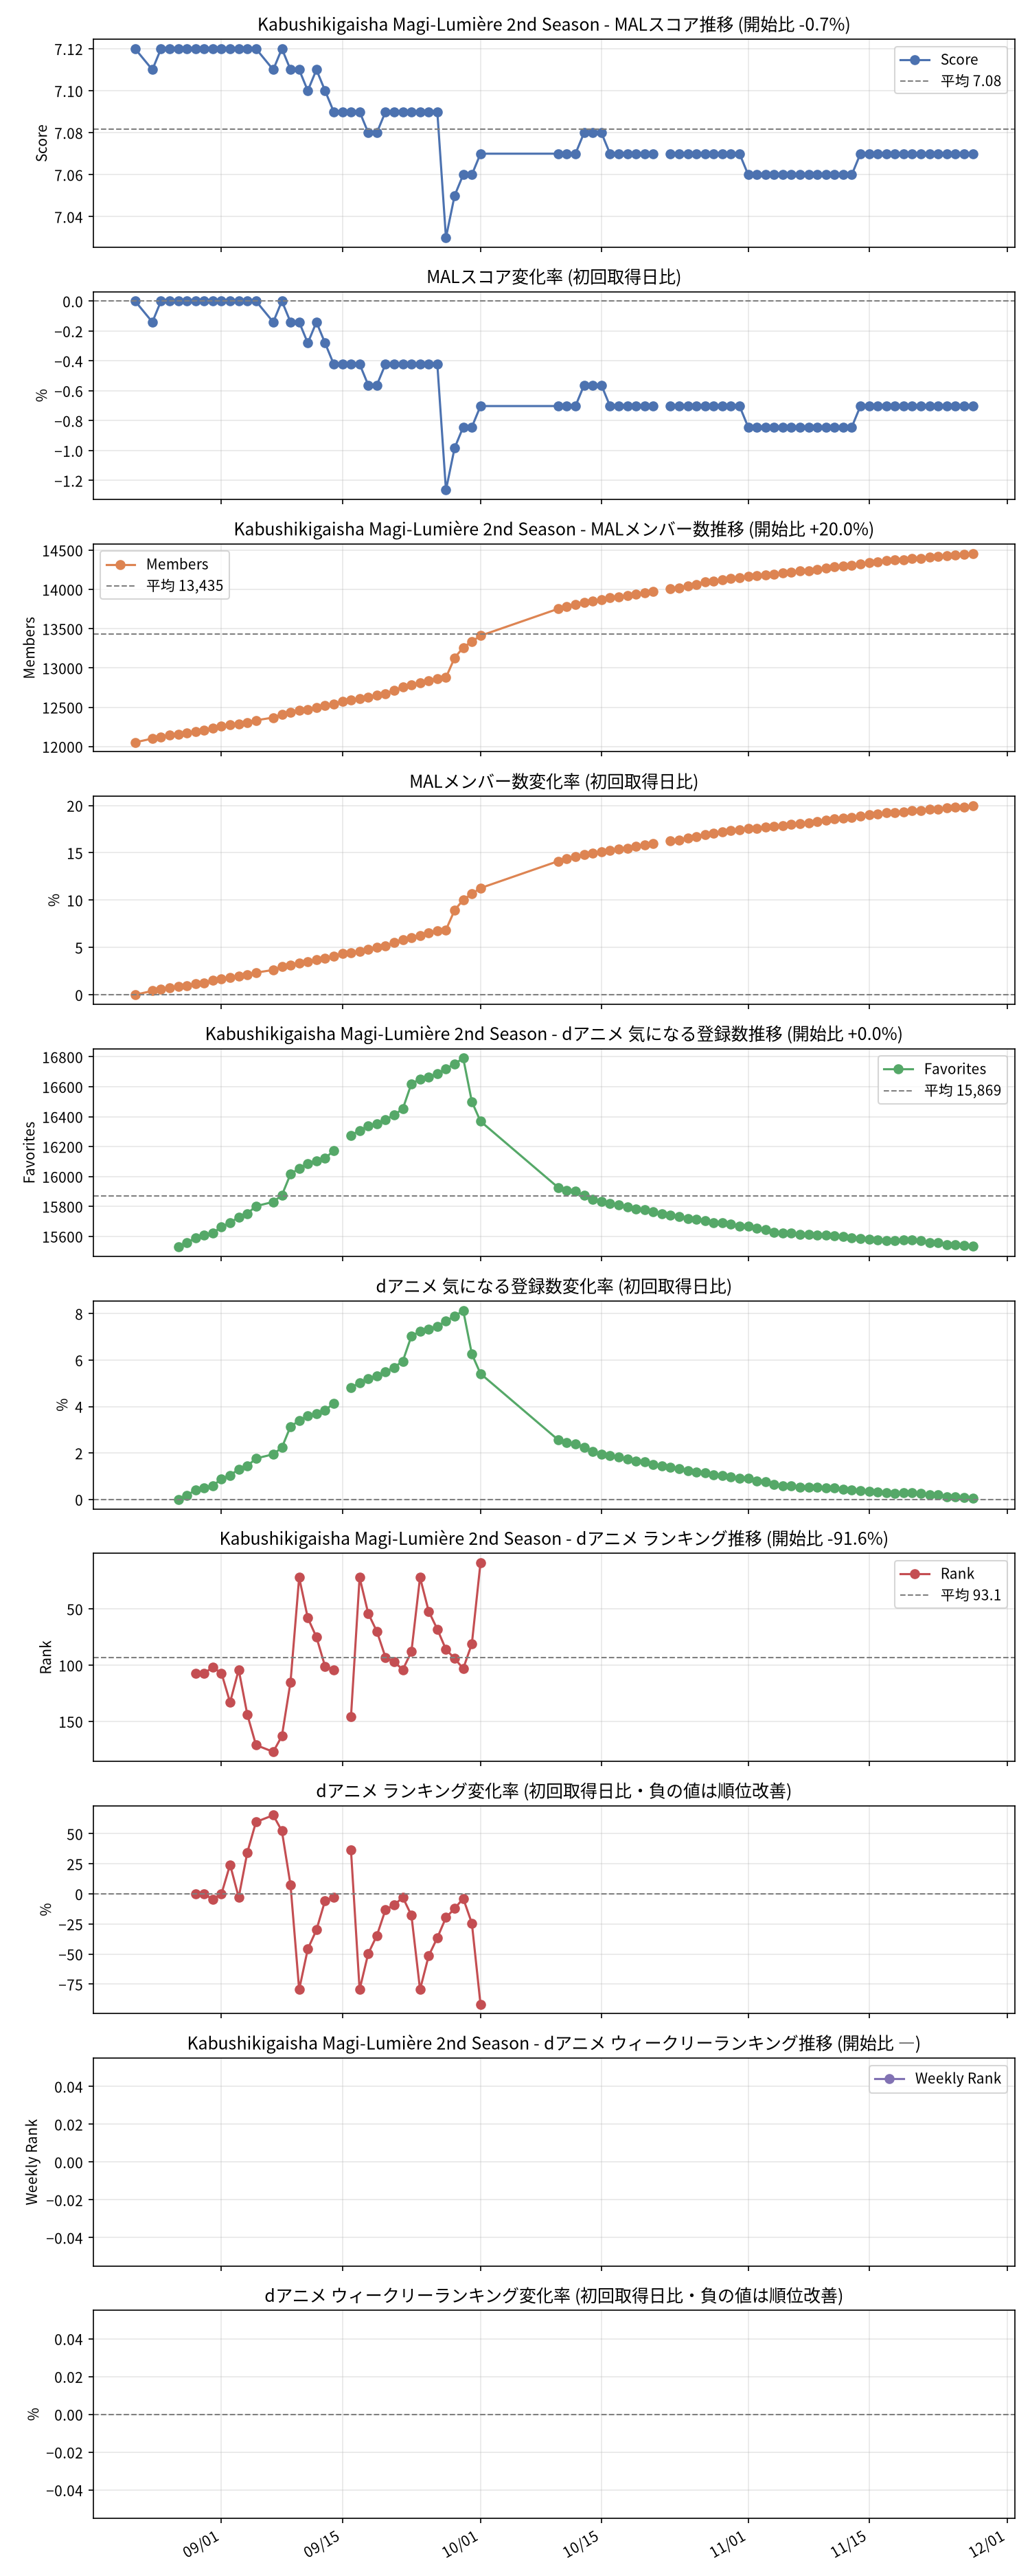 Kabushikigaisha Magi-Lumière 2nd Season - MALスコア推移 (開始比 -0.7%)
7.12
7.10
7.08
7.06
7.04
Score
Score
平均 7.08
MALスコア変化率 (初回取得日比)
0.0
−0.2
−0.4
−0.6
−0.8
−1.0
−1.2
%
Kabushikigaisha Magi-Lumière 2nd Season - MALメンバー数推移 (開始比 +20.0%)
14500
14000
13500
13000
12500
12000
Members
Members
平均 13,435
MALメンバー数変化率 (初回取得日比)
20
15
10
5
0
%
Kabushikigaisha Magi-Lumière 2nd Season - dアニメ 気になる登録数推移 (開始比 +0.0%)
16800
16600
16400
16200
16000
15800
15600
Favorites
Favorites
平均 15,869
dアニメ 気になる登録数変化率 (初回取得日比)
8
6
4
2
0
%
Kabushikigaisha Magi-Lumière 2nd Season - dアニメ ランキング推移 (開始比 -91.6%)
50
100
150
Rank
Rank
平均 93.1
dアニメ ランキング変化率 (初回取得日比・負の値は順位改善)
50
25
0
−25
−50
−75
%
Kabushikigaisha Magi-Lumière 2nd Season - dアニメ ウィークリーランキング推移 (開始比 —)
0.04
0.02
0.00
−0.02
−0.04
Weekly Rank
Weekly Rank
dアニメ ウィークリーランキング変化率 (初回取得日比・負の値は順位改善)
0.04
0.02
0.00
−0.02
−0.04
%
09/01
09/15
10/01
10/15
11/01
11/15
12/01